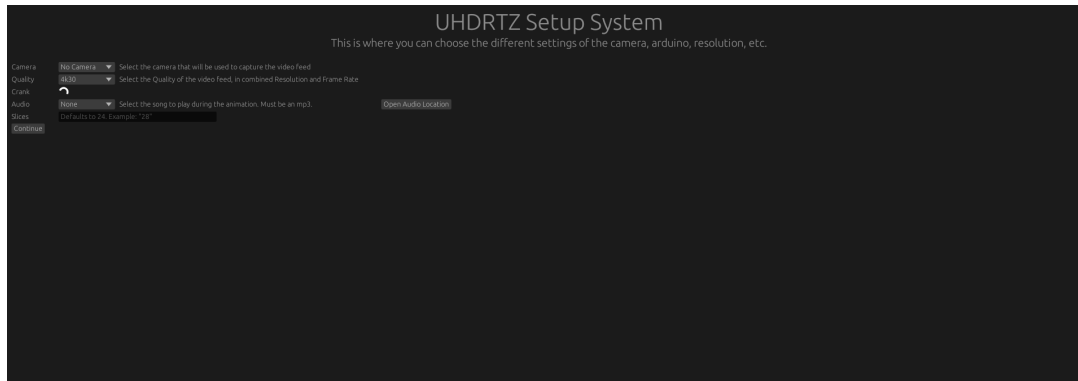 UHDRTZ Setup System
This is where you can choose the different settings of the camera, arduino, resolution, etc.
Camera No Camera Select the camera that will be used to capture the video feed
Quality 4k30 Select the Quality of the video feed, in combined Resolution and Frame Rate
Crank
Audio None Select the song to play during the animation. Must be an mp3. Open Audio Location
Slices Defaults to 24. Example: "28"
Continue